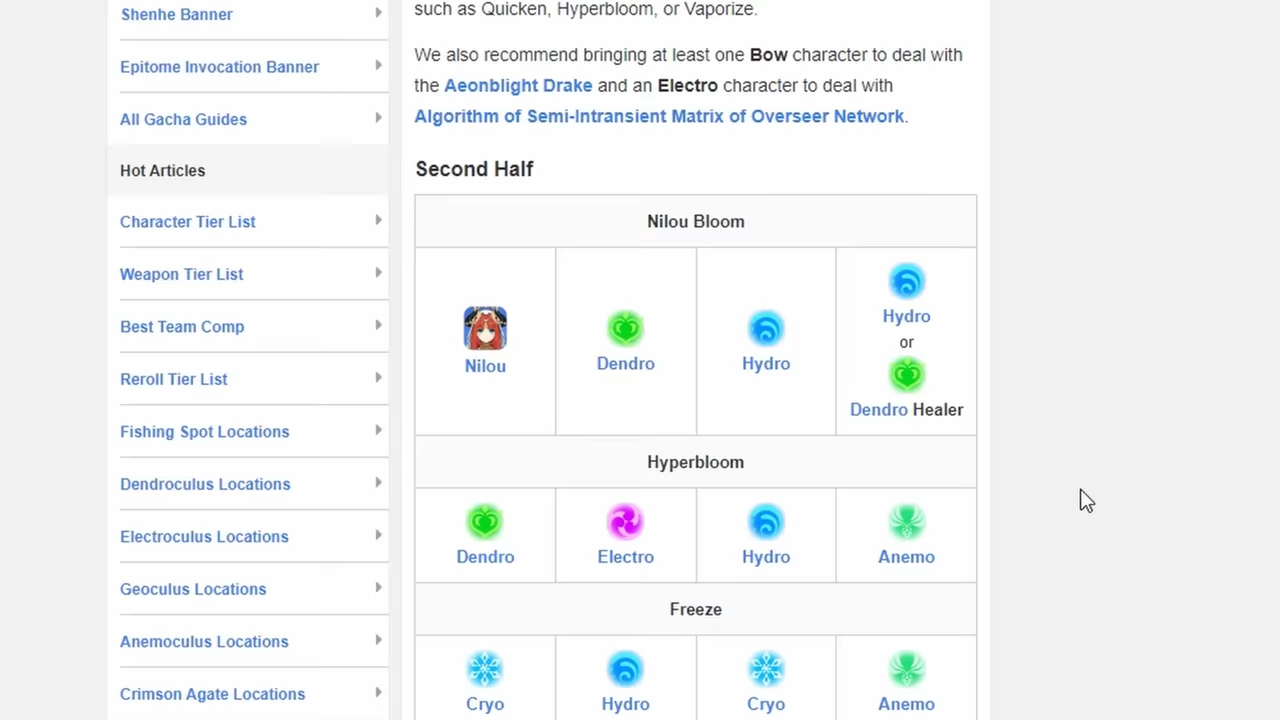 Shenhe Banner
Epitome Invocation Banner
All Gacha Guides
Hot Articles
Character Tier List
Weapon Tier List
Best Team Comp
Reroll Tier List
Fishing Spot Locations
Dendroculus Locations
Electroculus Locations
Geoculus Locations
Anemoculus Locations
Crimson Agate Locations
such as Quicken, Hyperbloom, or Vaporize.
We also recommend bringing at least one Bow character to deal with
the Aeonblight Drake and an Electro character to deal with
Algorithm of Semi-Intransient Matrix of Overseer Network.
Second Half
Nilou Bloom
Nilou
Dendro
Hydro
Hydro
or
Dendro Healer
Hyperbloom
Dendro
Electro
Hydro
Anemo
Freeze
Cryo
Hydro
Cryo
Anemo